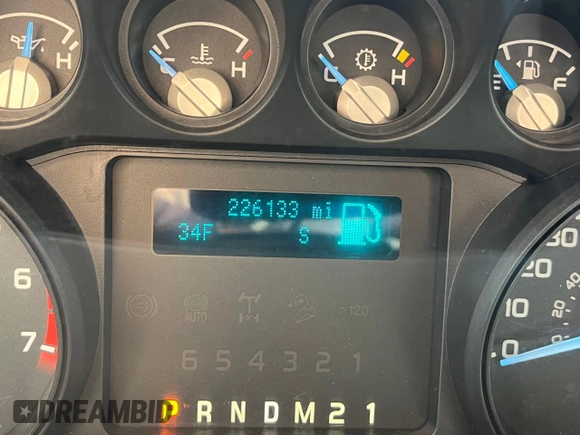 H
C H
C H
E F
226133 mi
34F S
30
6 20 40
AUTO >120
7
6 5 4 3 2 1
0
P R N D M 2 1
DREAMBID